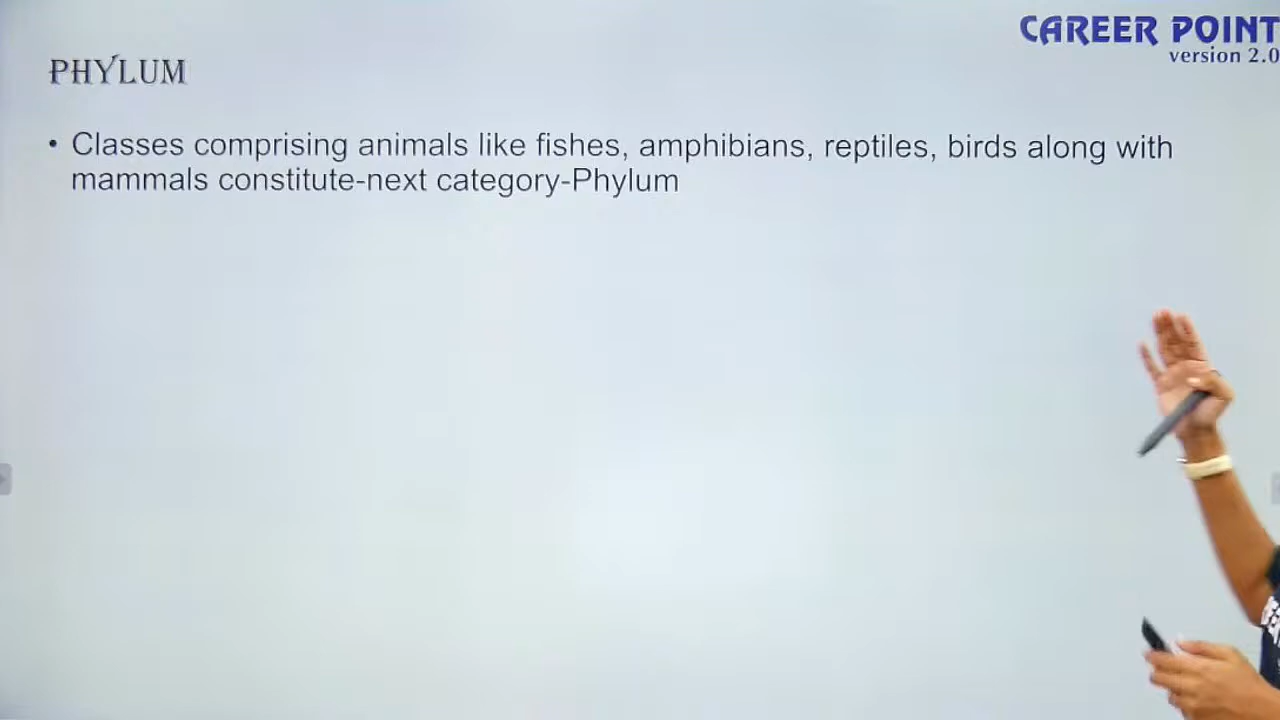 CAREER POINT
version 2.0
PHYLUM
• Classes comprising animals like fishes, amphibians, reptiles, birds along with
mammals constitute-next category-Phylum